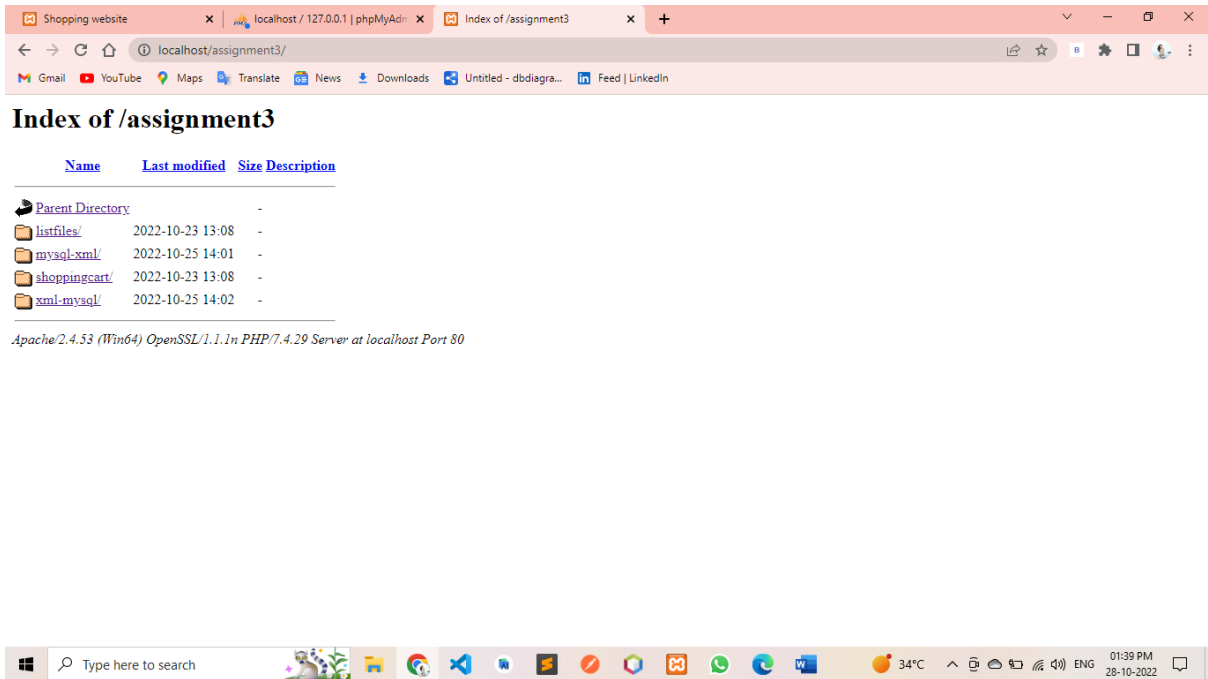 Shopping website
localhost / 127.0.0.1 | phpMyAdm
Index of /assignment3
localhost/assignment3/
Gmail YouTube Maps Translate News Downloads Untitled - dbdiagra... Feed | LinkedIn
Index of /assignment3
Name Last modified Size Description
Parent Directory -
listfiles/ 2022-10-23 13:08 -
mysql-xml/ 2022-10-25 14:01 -
shoppingcart/ 2022-10-23 13:08 -
xml-mysql/ 2022-10-25 14:02 -
Apache/2.4.53 (Win64) OpenSSL/1.1.1n PHP/7.4.29 Server at localhost Port 80
Type here to search
34°C
ENG
01:39 PM
28-10-2022